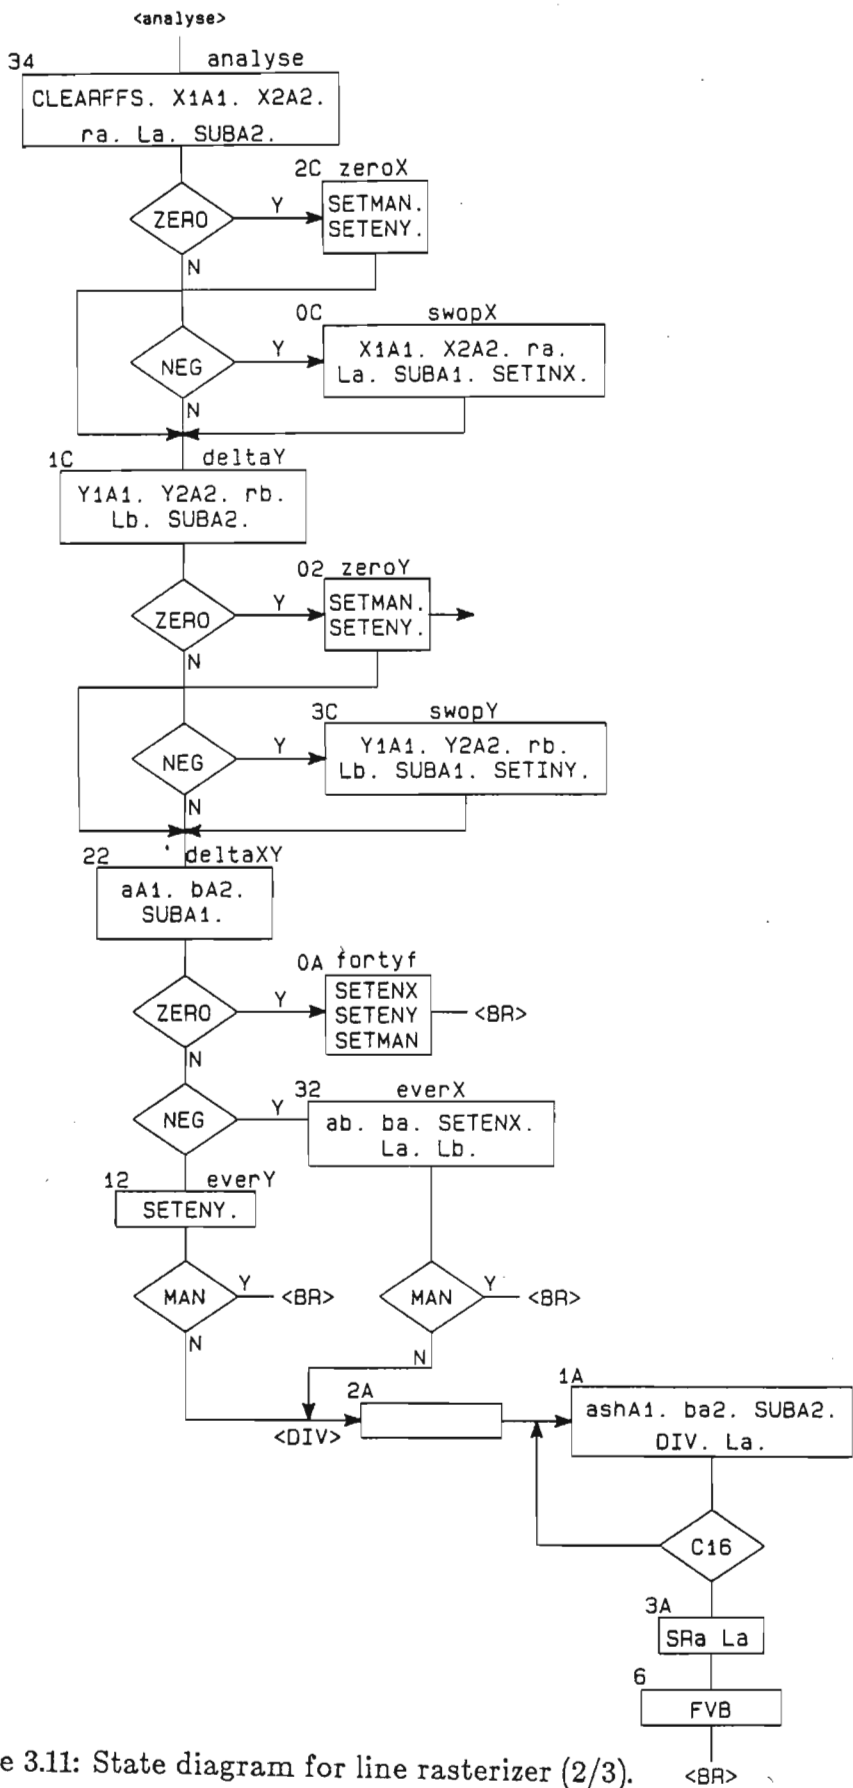 <analyse>
34 analyse
CLEARFFS. X1A1. X2A2.
ra. La. SUBA2.
2C zeroX
ZERO Y SETMAN.
SETENY.
N
0C swopX
NEG Y X1A1. X2A2. ra.
La. SUBA1. SETINX.
N
1C deltaY
Y1A1. Y2A2. rb.
Lb. SUBA2.
02 zeroY
ZERO Y SETMAN.
SETENY.
N
3C swopY
NEG Y Y1A1. Y2A2. rb.
Lb. SUBA1. SETINY.
N
22 deltaXY
aA1. bA2.
SUBA1.
0A fortyf
SETENX
ZERO Y SETENY <BR>
SETMAN
N
32 everX
NEG Y ab. ba. SETENX.
La. Lb.
12 everY
SETENY.
MAN Y <BR> MAN Y <BR>
N N
2A 1A
<DIV> ashA1. ba2. SUBA2.
DIV. La.
C16
3A
SRa La
6
FVB
<BR>
e 3.11: State diagram for line rasterizer (2/3).